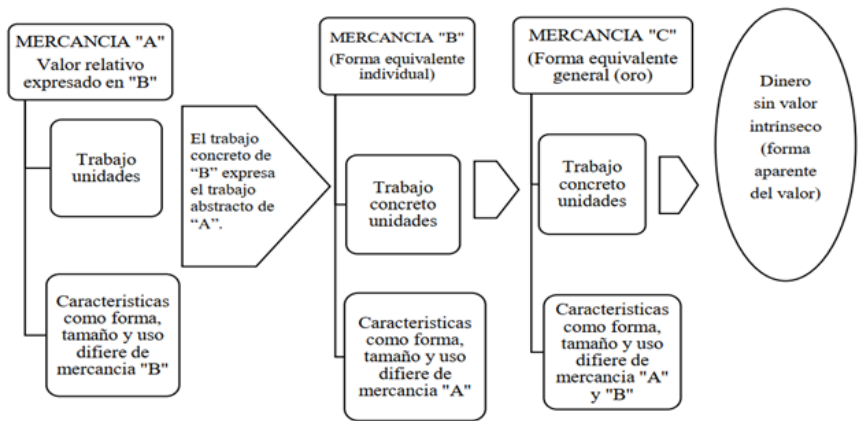 MERCANCIA "A"
Valor relativo
expresado en "B"
Trabajo
unidades
Caracteristicas
como forma,
tamaño y uso
difiere de
mercancia "B"
El trabajo
concreto de
“B” expresa
el trabajo
abstracto de
“A”.
MERCANCIA "B"
(Forma equivalente
individual)
Trabajo
concreto
unidades
Caracteristicas
como forma,
tamaño y uso
difiere de
mercancia "A"
MERCANCIA "C"
(Forma equivalente
general (oro)
Trabajo
concreto
unidades
Caracteristicas
como forma,
tamaño y uso
difiere de
mercancia "A"
y "B"
Dinero
sin valor
intrínseco
(forma
aparente
del valor)